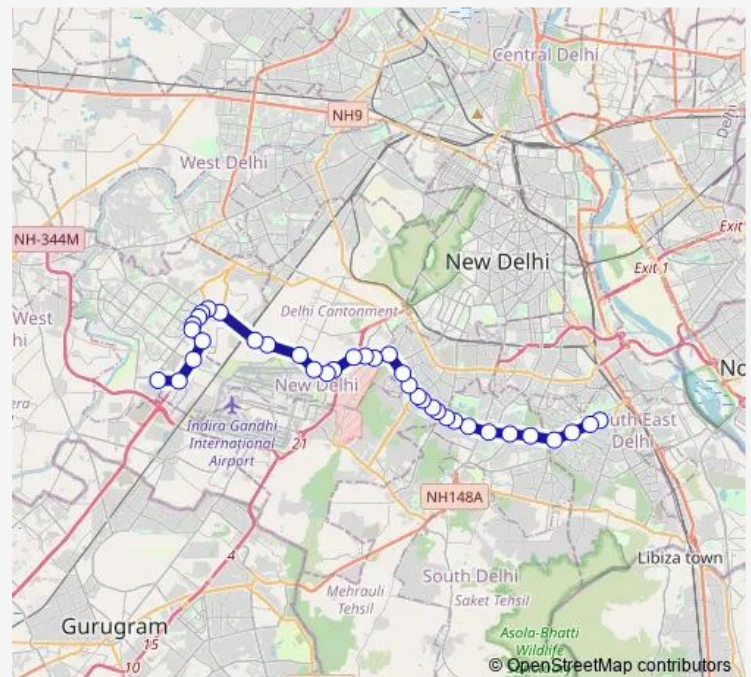 Central Delhi
NH9
Delhi
West Delhi
NH-344M
New Delhi
Exit
Exit 1
West
hi
Delhi Cantonment
No
New Delhi
Indira Gandhi
International
Airport
21
uth East
Delhi
NH148A
4
Libiza town
South Delhi
Mehrauli
Tehsil
Saket Tehsil
Gurugram
15
10
Asola-Bhatti
Wildlife
© OpenStreetMap contributors